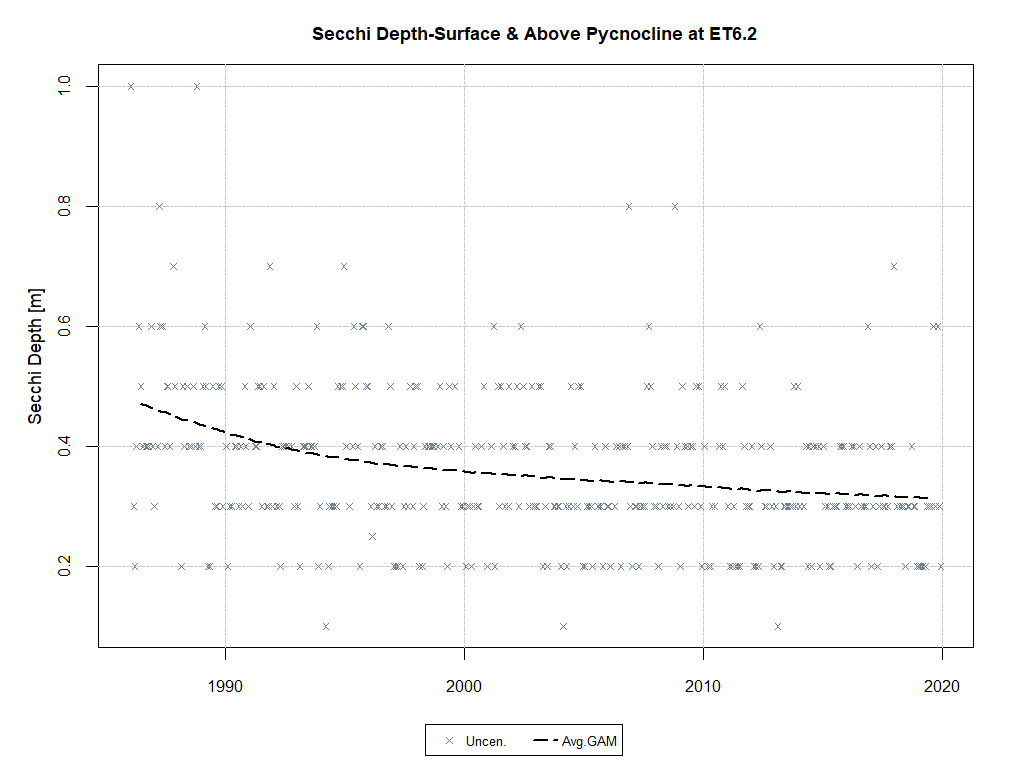 Secchi Depth-Surface & Above Pycnocline at ET6.2
Secchi Depth [m]
1.0
0.8
0.6
0.4
0.2
1990 2000 2010 2020
Uncen. Avg.GAM